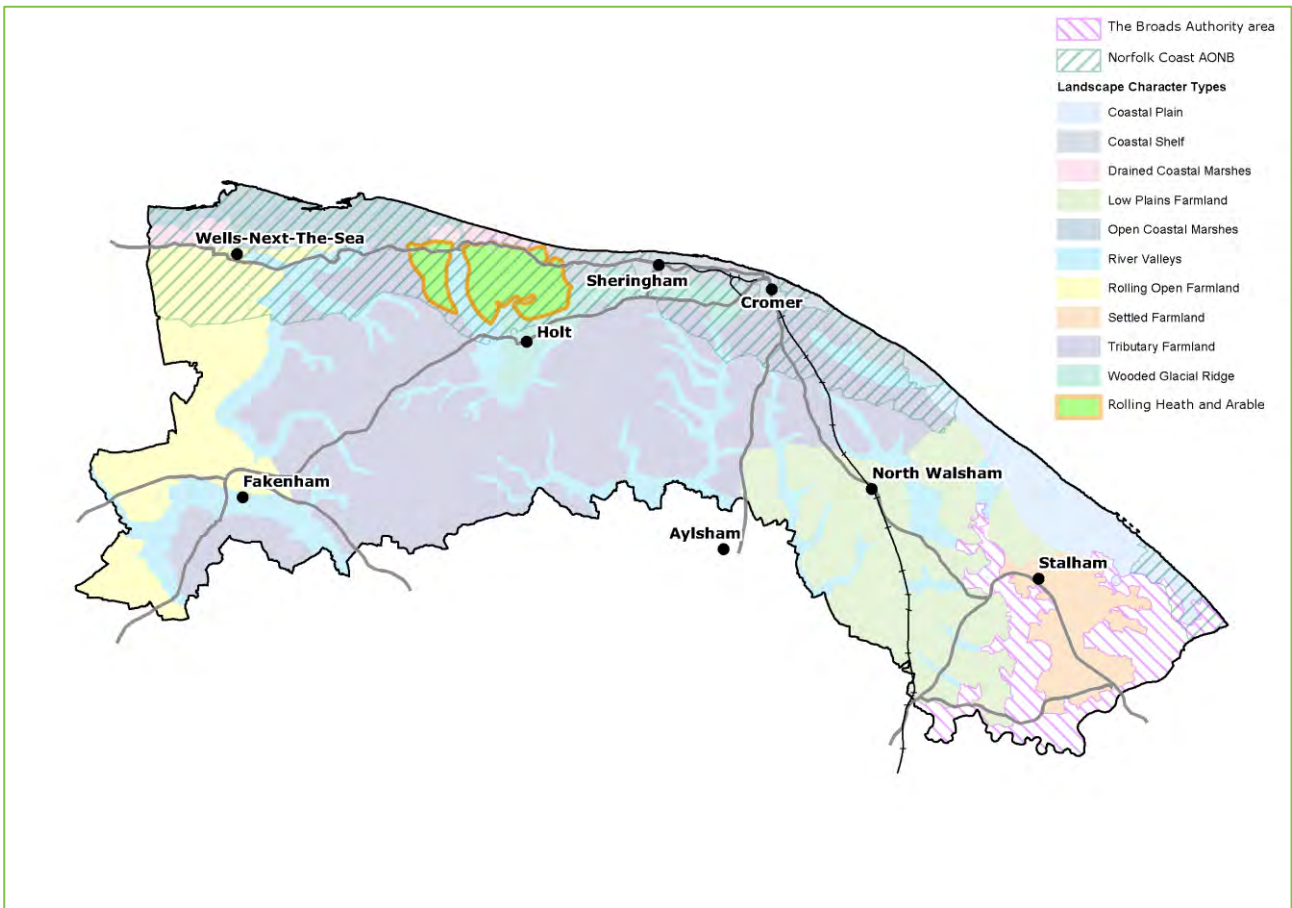 The Broads Authority area
Norfolk Coast AONB
Landscape Character Types
Coastal Plain
Coastal Shelf
Drained Coastal Marshes
Low Plains Farmland
Open Coastal Marshes
River Valleys
Rolling Open Farmland
Settled Farmland
Tributary Farmland
Wooded Glacial Ridge
Rolling Heath and Arable
Wells-Next-The-Sea
Sheringham
Cromer
Holt
Fakenham
North Walsham
Aylsham
Stalham